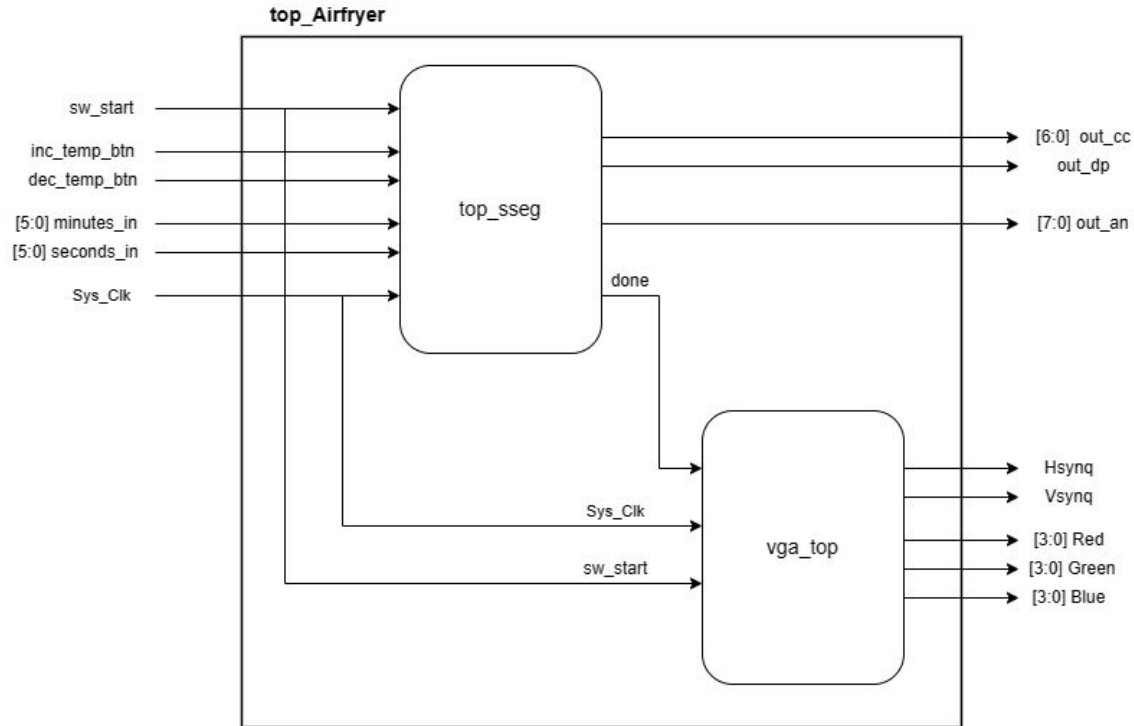 top_Airfryer
sw_start
inc_temp_btn
dec_temp_btn
[5:0] minutes_in
[5:0] seconds_in
Sys_Clk
top_sseg
[6:0] out_cc
out_dp
[7:0] out_an
done
Sys_Clk
sw_start
vga_top
Hsynq
Vsynq
[3:0] Red
[3:0] Green
[3:0] Blue